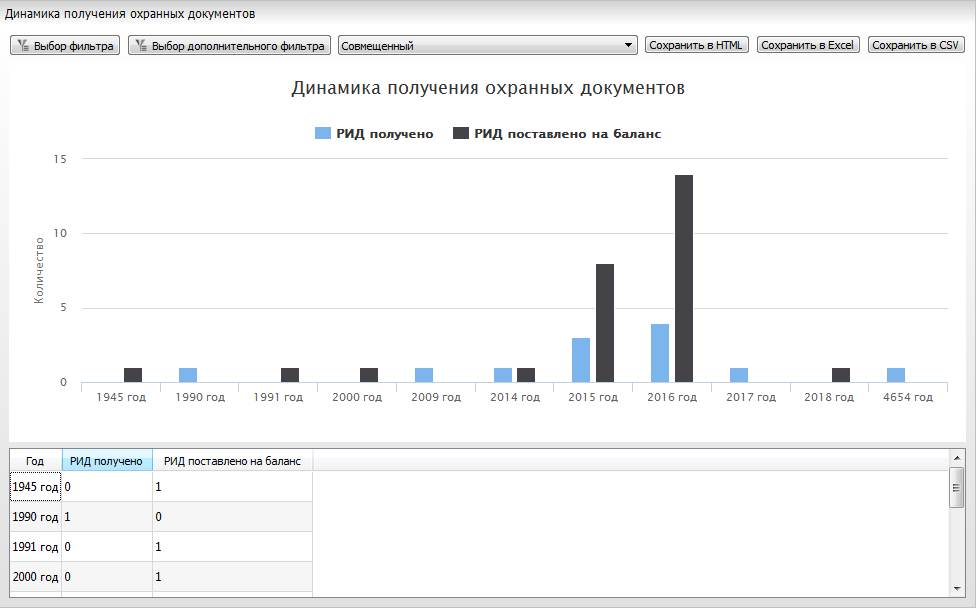 Динамика получения охранных документов
Выбор фильтра Выбор дополнительного фильтра Совмещенный Сохранить в HTML Сохранить в Excel Сохранить в CSV
Динамика получения охранных документов
РИД получено РИД поставлено на баланс
15
10
5
0
Количество
1945 год 1990 год 1991 год 2000 год 2009 год 2014 год 2015 год 2016 год 2017 год 2018 год 4654 год
Год РИД получено РИД поставлено на баланс
1945 год 0 1
1990 год 1 0
1991 год 0 1
2000 год 0 1